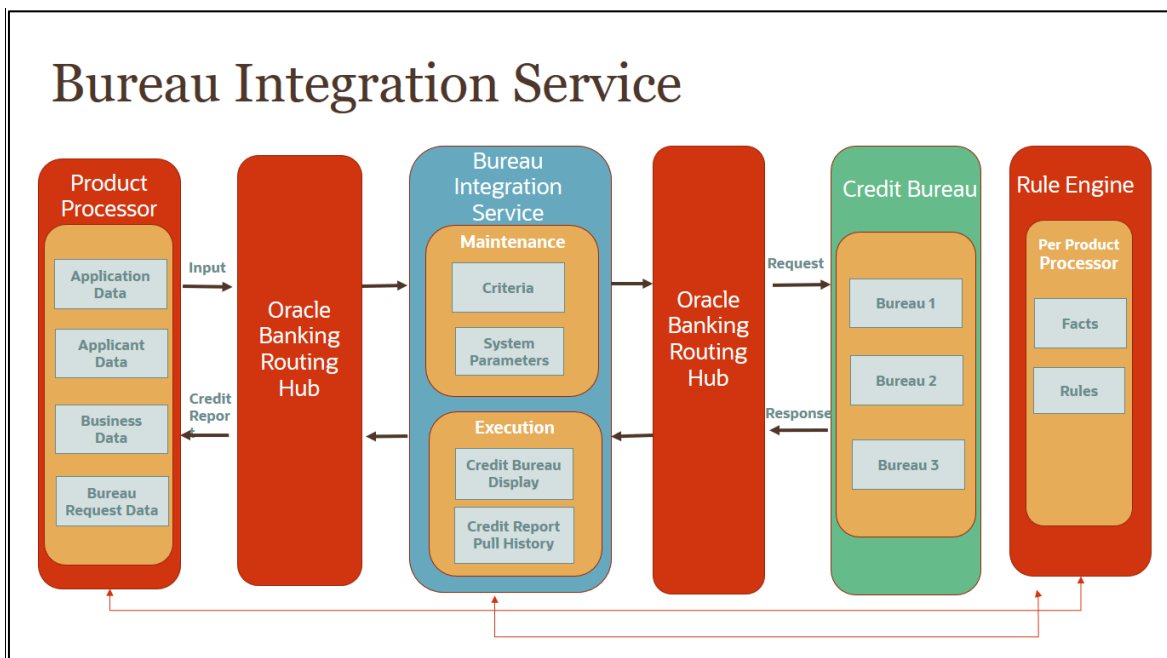 Bureau Integration Service
Product
Processor
Application
Data
Applicant
Data
Business
Data
Bureau
Request Data
Input
Credit
Repor
t
Oracle
Banking
Routing
Hub
Bureau
Integration
Service
Maintenance
Criteria
System
Parameters
Execution
Credit Bureau
Display
Credit Report
Pull History
Oracle
Banking
Routing
Hub
Request
Response
Credit Bureau
Bureau 1
Bureau 2
Bureau 3
Rule Engine
Per Product
Processor
Facts
Rules